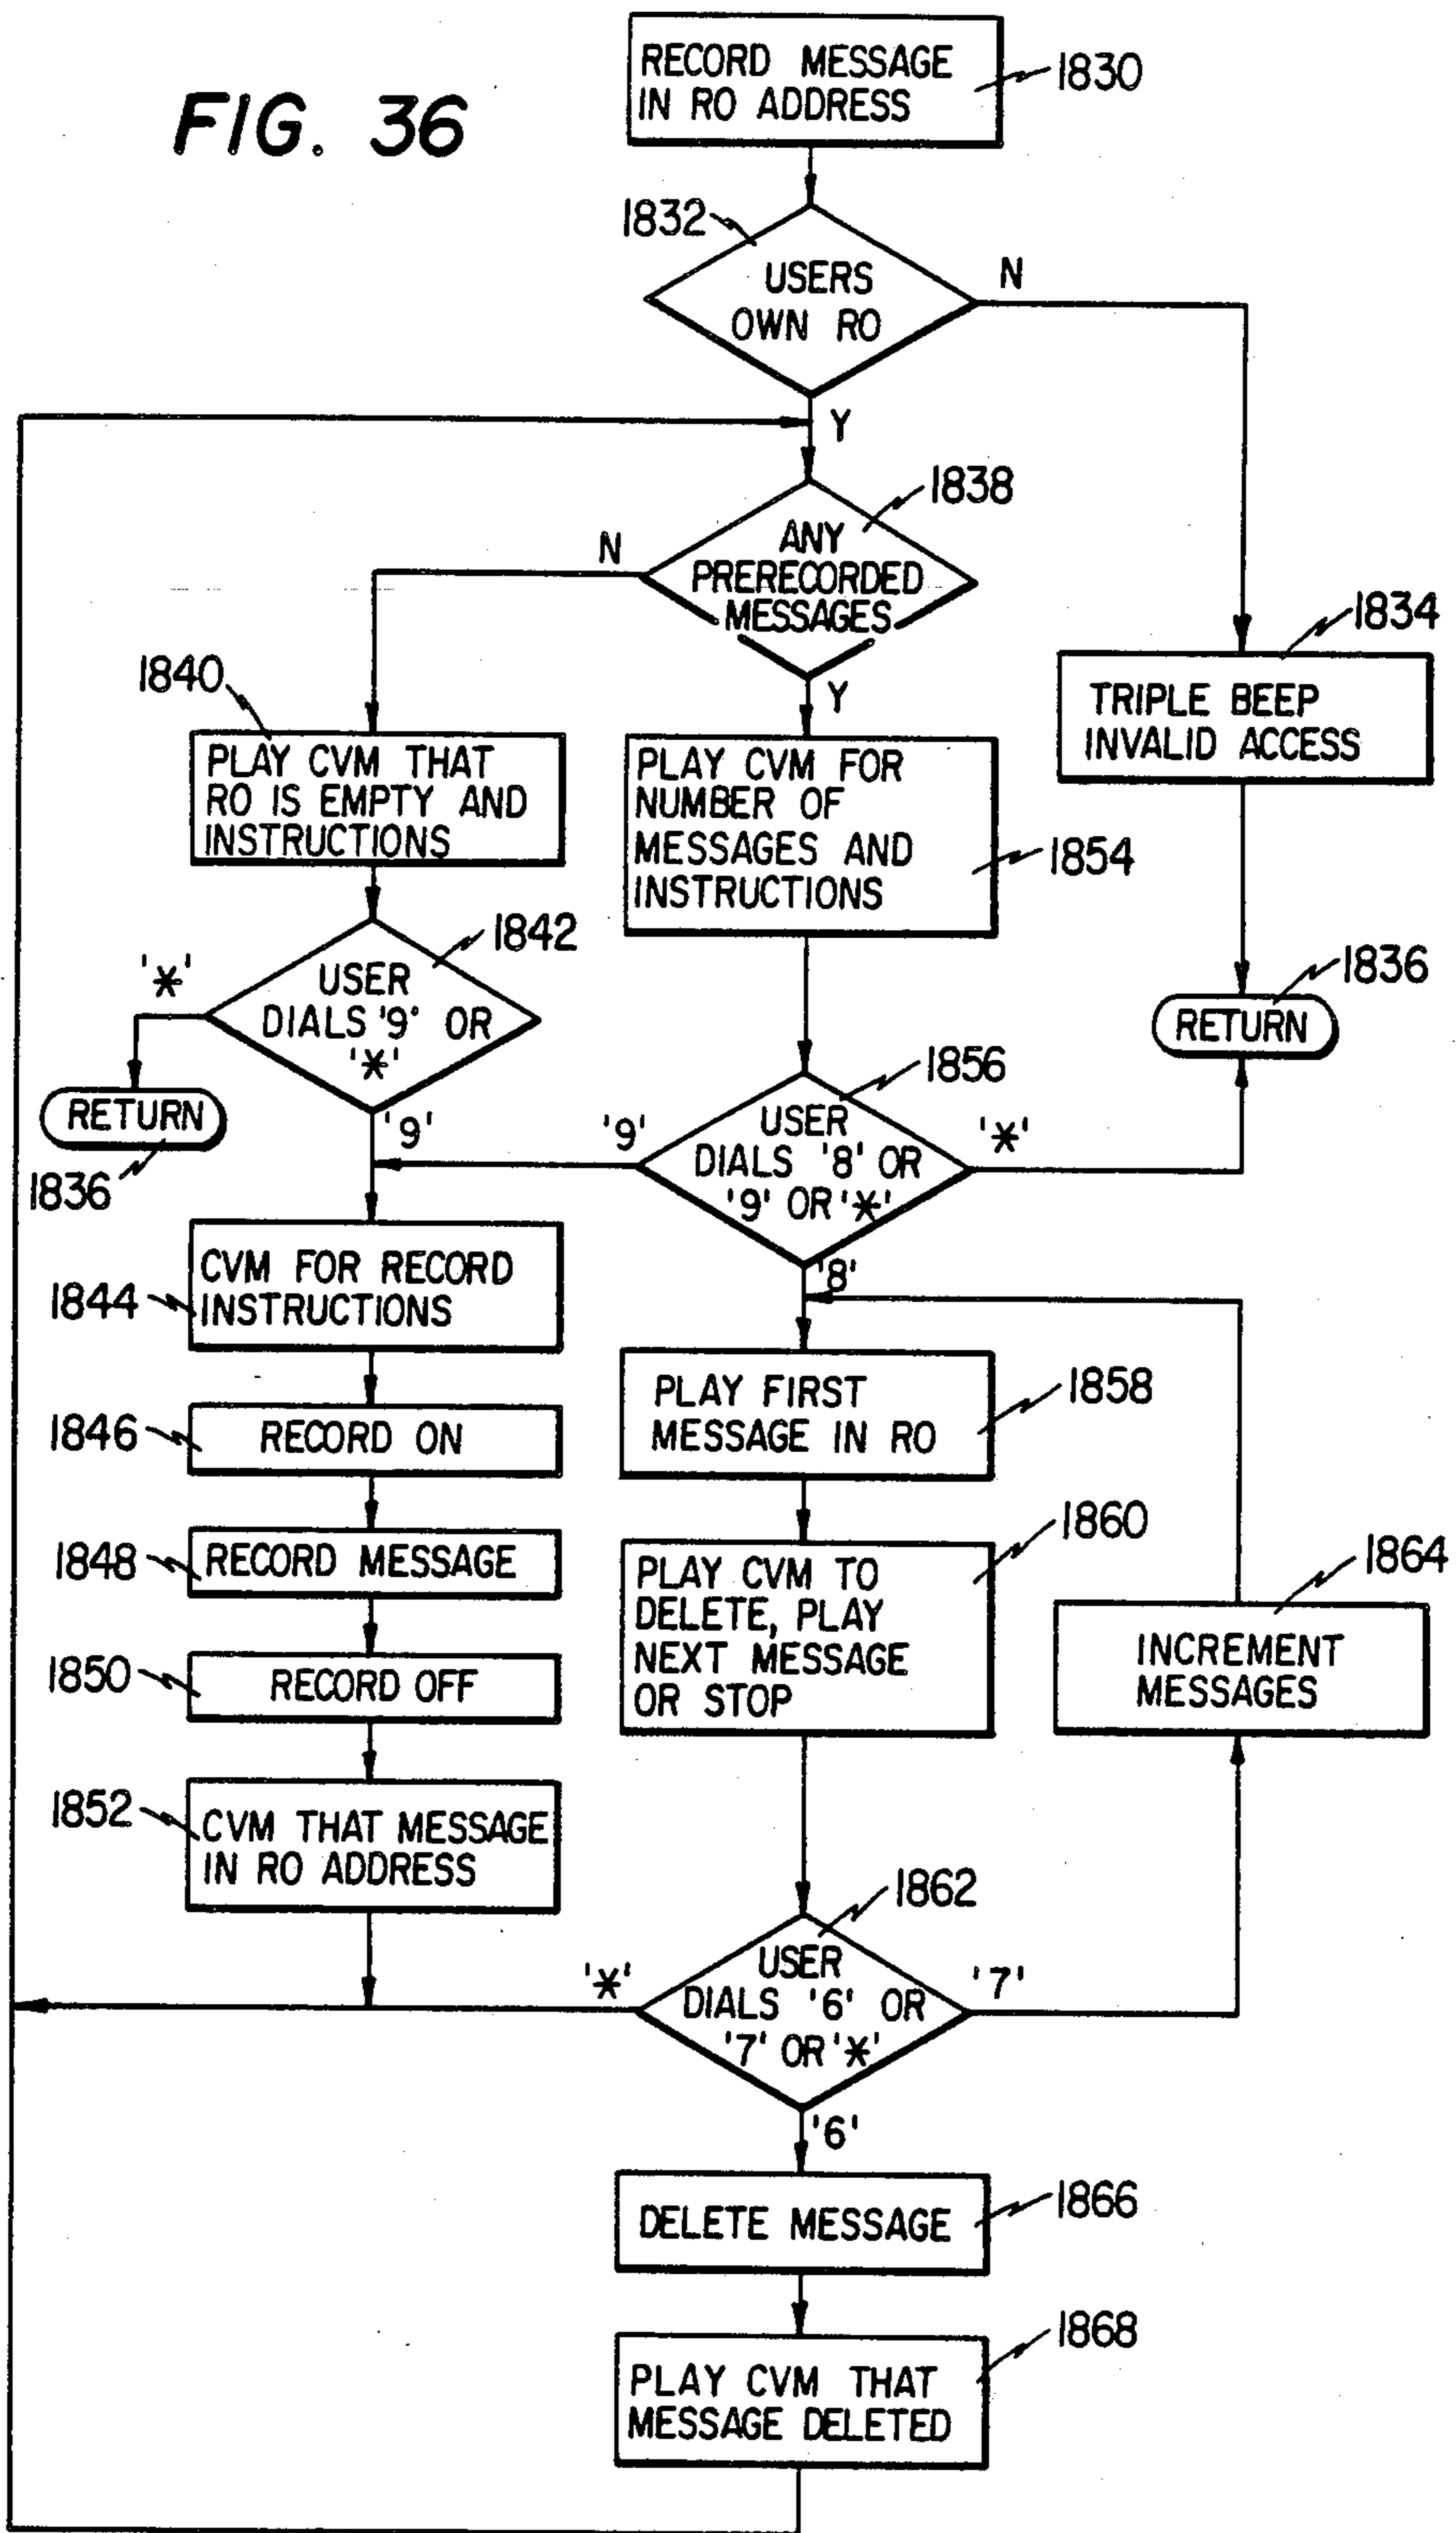 FIG. 36
RECORD MESSAGE
IN RO ADDRESS
1830
1832
USERS
OWN RO
N
Y
1838
ANY
PRERECORDED
MESSAGES
N
Y
1834
TRIPLE BEEP
INVALID ACCESS
1840
PLAY CVM THAT
RO IS EMPTY AND
INSTRUCTIONS
PLAY CVM FOR
NUMBER OF
MESSAGES AND
INSTRUCTIONS
1854
1842
USER
DIALS '9' OR
'*'
'*'
RETURN
1836
'9'
1836
RETURN
1856
USER
DIALS '8' OR
'9' OR '*'
'9'
'*'
'8'
CVM FOR RECORD
INSTRUCTIONS
1844
1846
RECORD ON
1848
RECORD MESSAGE
1850
RECORD OFF
1852
CVM THAT MESSAGE
IN RO ADDRESS
PLAY FIRST
MESSAGE IN RO
1858
1860
PLAY CVM TO
DELETE, PLAY
NEXT MESSAGE
OR STOP
1864
INCREMENT
MESSAGES
1862
USER
DIALS '6' OR
'7' OR '*'
'*'
'7'
'6'
DELETE MESSAGE
1866
1868
PLAY CVM THAT
MESSAGE DELETED